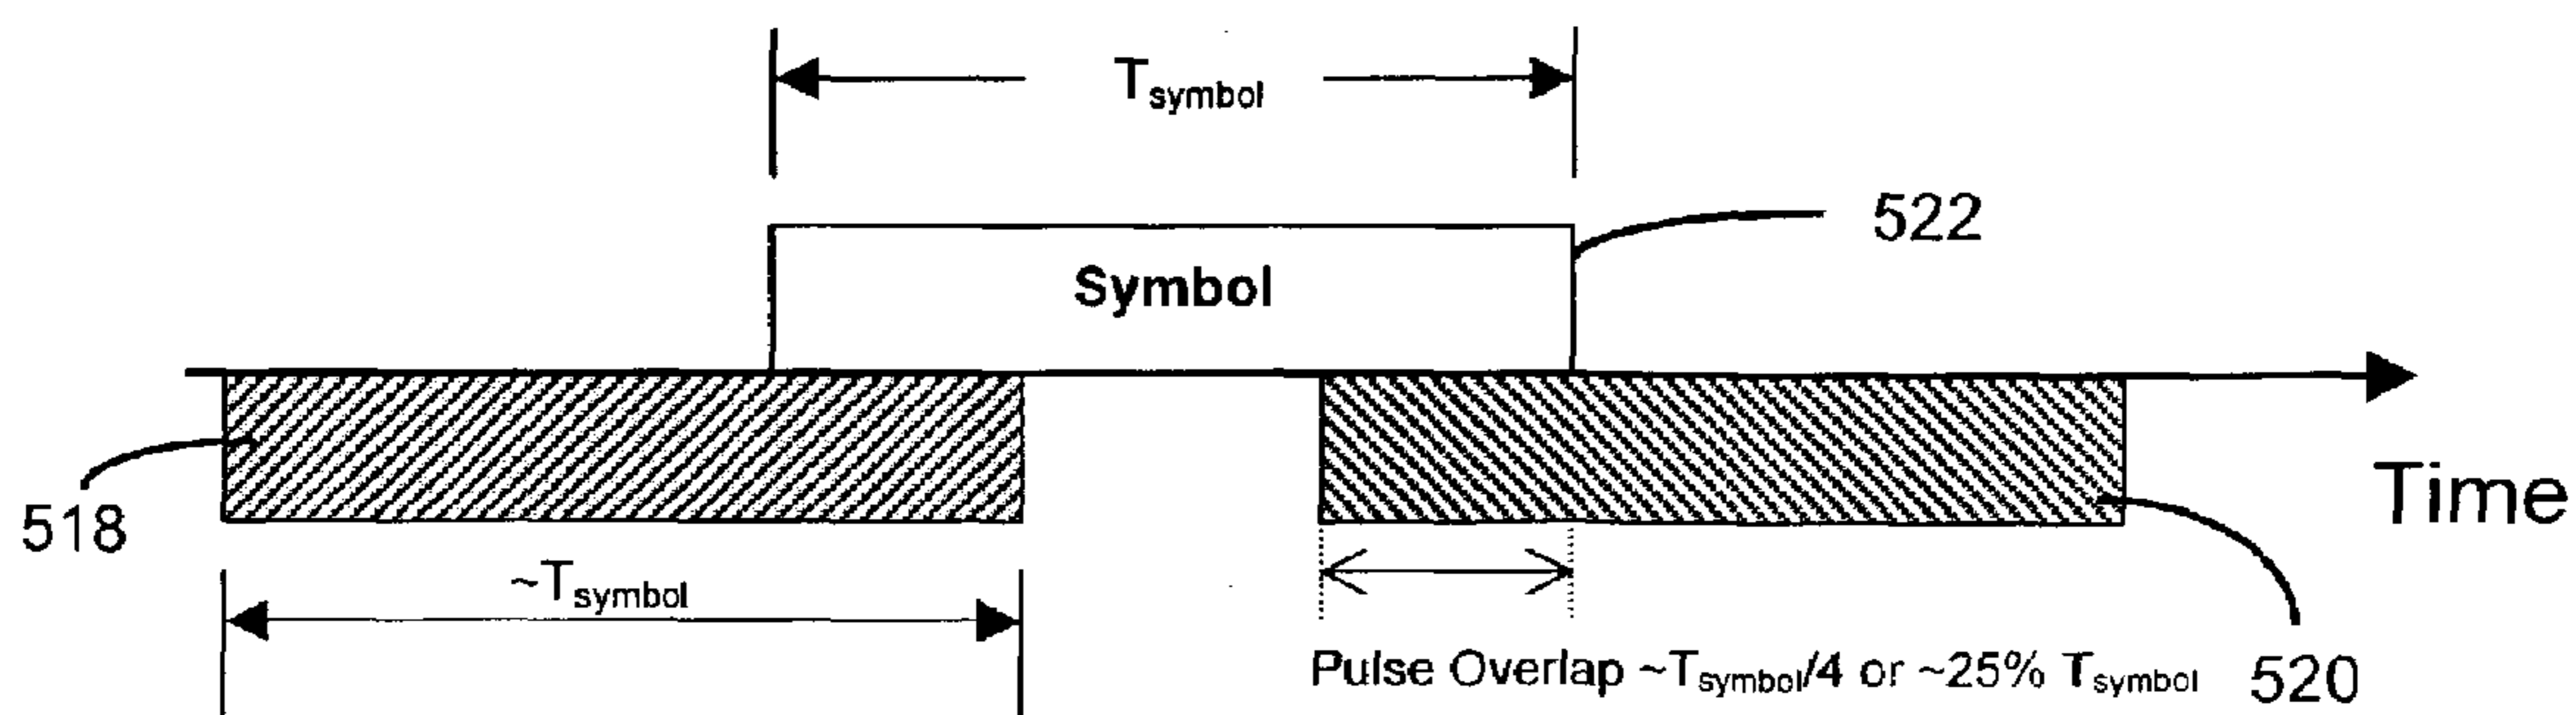 Tsymbol
522
Symbol
518
Time
~Tsymbol
Pulse Overlap ~Tsymbol/4 or ~25% Tsymbol
520